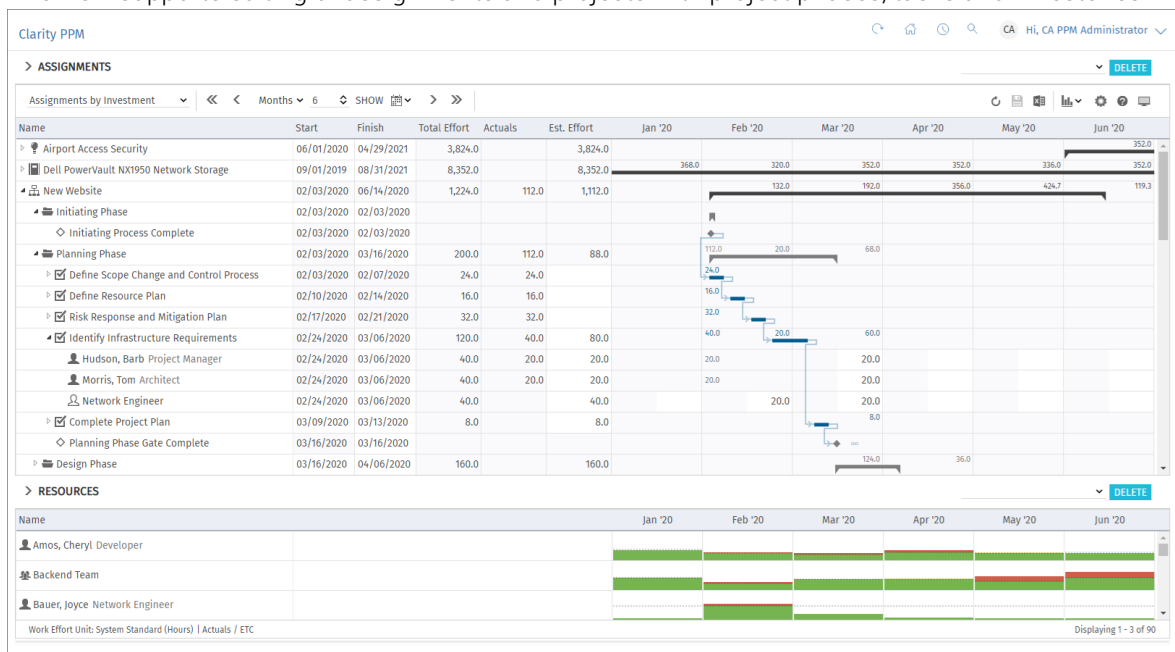 Clarity PPM CA Hi, CA PPM Administrator
ASSIGNMENTS DELETE
Assignments by Investment Months 6 SHOW
Name Start Finish Total Effort Actuals Est. Effort Jan '20 Feb '20 Mar '20 Apr '20 May '20 Jun '20
Airport Access Security 06/01/2020 04/29/2021 3,824.0 3,824.0 352.0
Dell PowerVault NX1950 Network Storage 09/01/2019 08/31/2021 8,352.0 8,352.0 368.0 320.0 352.0 352.0 336.0 352.0
New Website 02/03/2020 06/14/2020 1,224.0 112.0 1,112.0 132.0 192.0 356.0 424.7 119.3
Initiating Phase 02/03/2020 02/03/2020
Initiating Process Complete 02/03/2020 02/03/2020
Planning Phase 02/03/2020 03/16/2020 200.0 112.0 88.0 112.0 20.0 68.0
Define Scope Change and Control Process 02/03/2020 02/07/2020 24.0 24.0 24.0
Define Resource Plan 02/10/2020 02/14/2020 16.0 16.0 16.0
Risk Response and Mitigation Plan 02/17/2020 02/21/2020 32.0 32.0 32.0
Identify Infrastructure Requirements 02/24/2020 03/06/2020 120.0 40.0 80.0 40.0 20.0 60.0
Hudson, Barb Project Manager 02/24/2020 03/06/2020 40.0 20.0 20.0 20.0 20.0
Morris, Tom Architect 02/24/2020 03/06/2020 40.0 20.0 20.0 20.0 20.0
Network Engineer 02/24/2020 03/06/2020 40.0 40.0 20.0 20.0
Complete Project Plan 03/09/2020 03/13/2020 8.0 8.0 8.0
Planning Phase Gate Complete 03/16/2020 03/16/2020
Design Phase 03/16/2020 04/06/2020 160.0 160.0 124.0 36.0
RESOURCES DELETE
Name Jan '20 Feb '20 Mar '20 Apr '20 May '20 Jun '20
Amos, Cheryl Developer
Backend Team
Bauer, Joyce Network Engineer
Work Effort Unit: System Standard (Hours) | Actuals / ETC Displaying 1 - 3 of 90